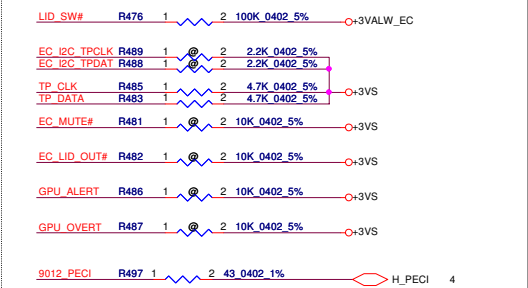 LID_SW# R476 1 2 100K_0402_5% +3VALW_EC
EC_I2C_TPCLK R489 1 @ 2 2.2K_0402_5%
EC_I2C_TPDAT R488 1 @ 2 2.2K_0402_5%
TP_CLK R485 1 2 4.7K_0402_5% +3VS
TP_DATA R483 1 2 4.7K_0402_5%
EC_MUTE# R481 1 @ 2 10K_0402_5% +3VS
EC_LID_OUT# R482 1 @ 2 10K_0402_5% +3VS
GPU_ALERT R486 1 @ 2 10K_0402_5% +3VS
GPU_OVERT R487 1 @ 2 10K_0402_5% +3VS
9012_PECI R497 1 2 43_0402_1% H_PECI 4